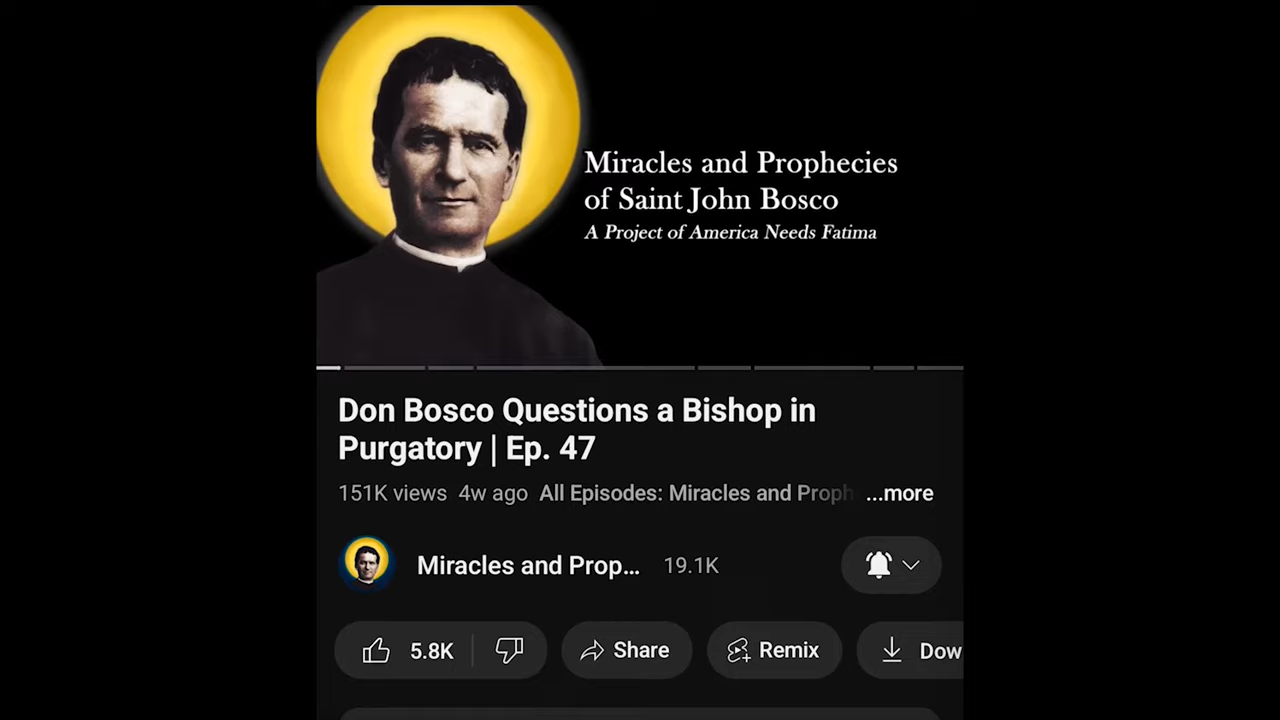 Miracles and Prophecies
of Saint John Bosco
A Project of America Needs Fatima
Don Bosco Questions a Bishop in
Purgatory | Ep. 47
151K views 4w ago All Episodes: Miracles and Proph ...more
Miracles and Prop... 19.1K
5.8K Share Remix Dow